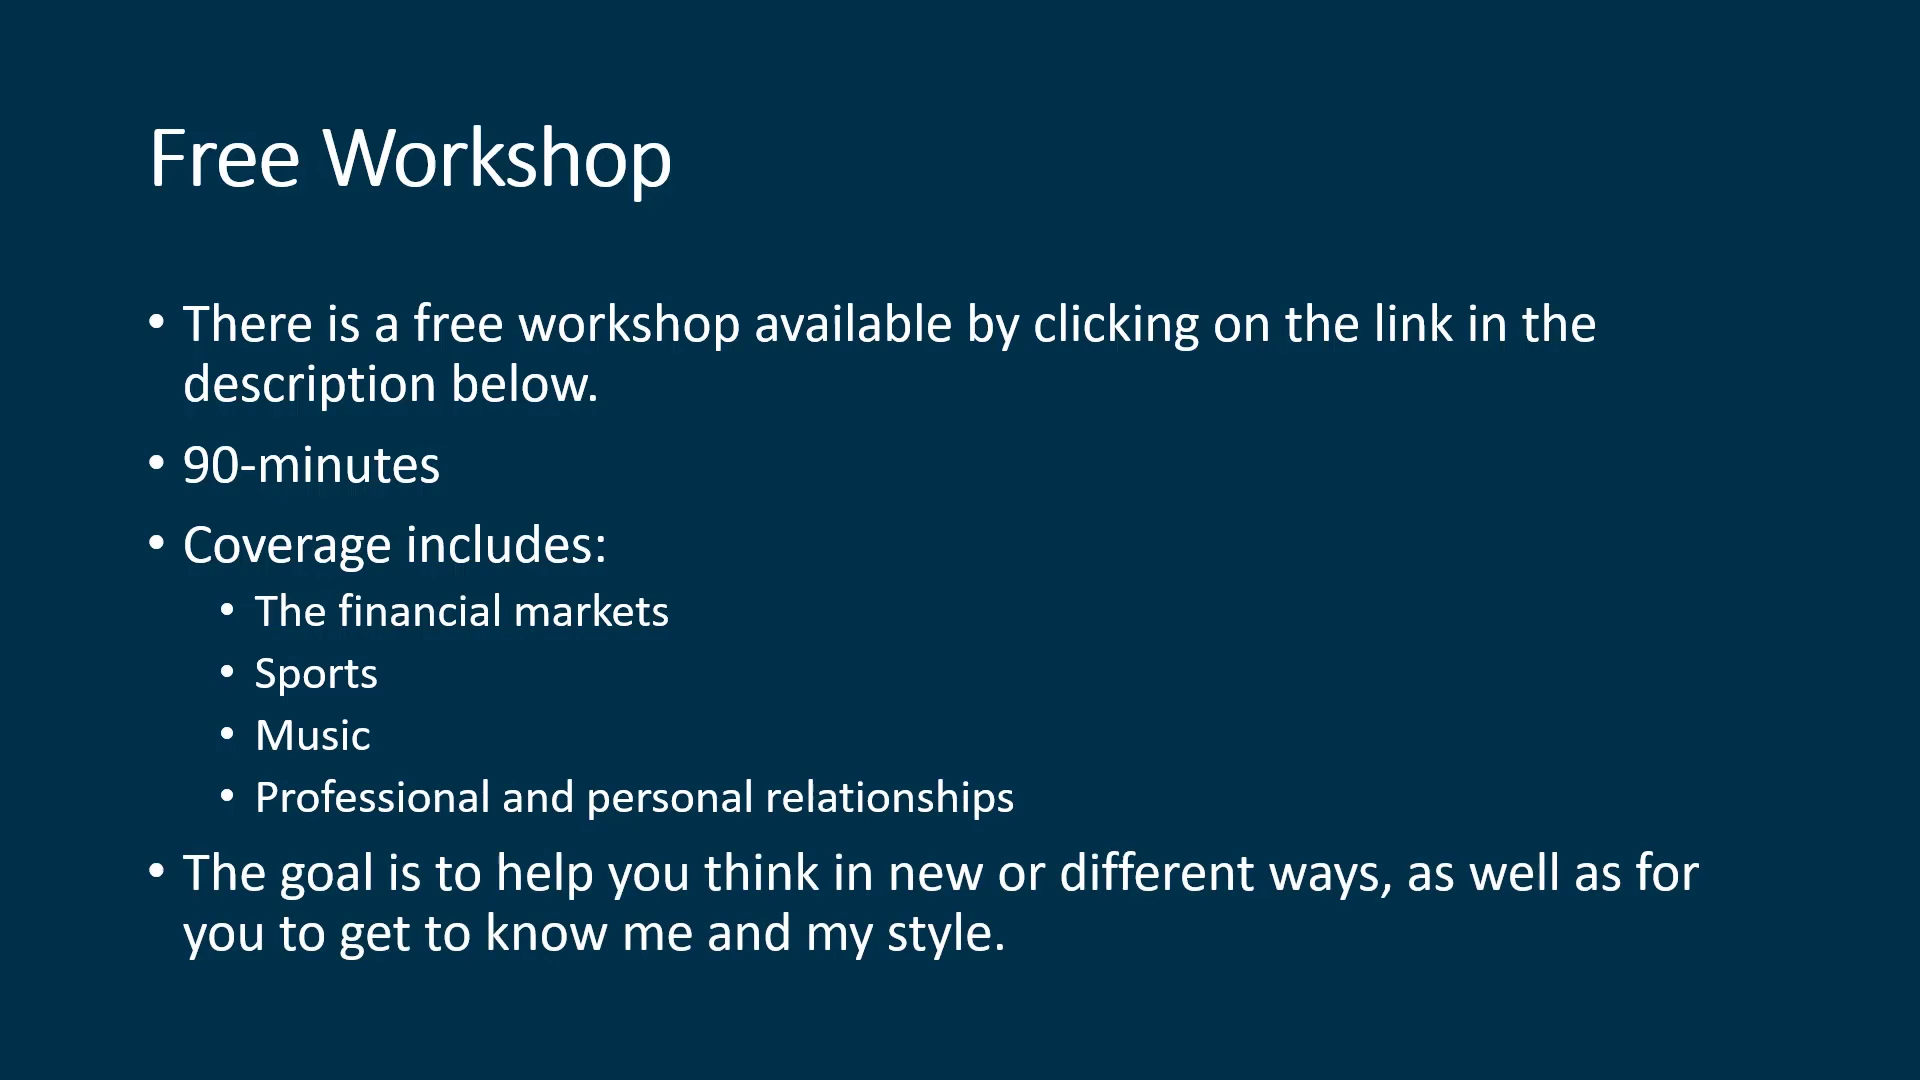 Free Workshop
• There is a free workshop available by clicking on the link in the
description below.
• 90-minutes
• Coverage includes:
• The financial markets
• Sports
• Music
• Professional and personal relationships
• The goal is to help you think in new or different ways, as well as for
you to get to know me and my style.